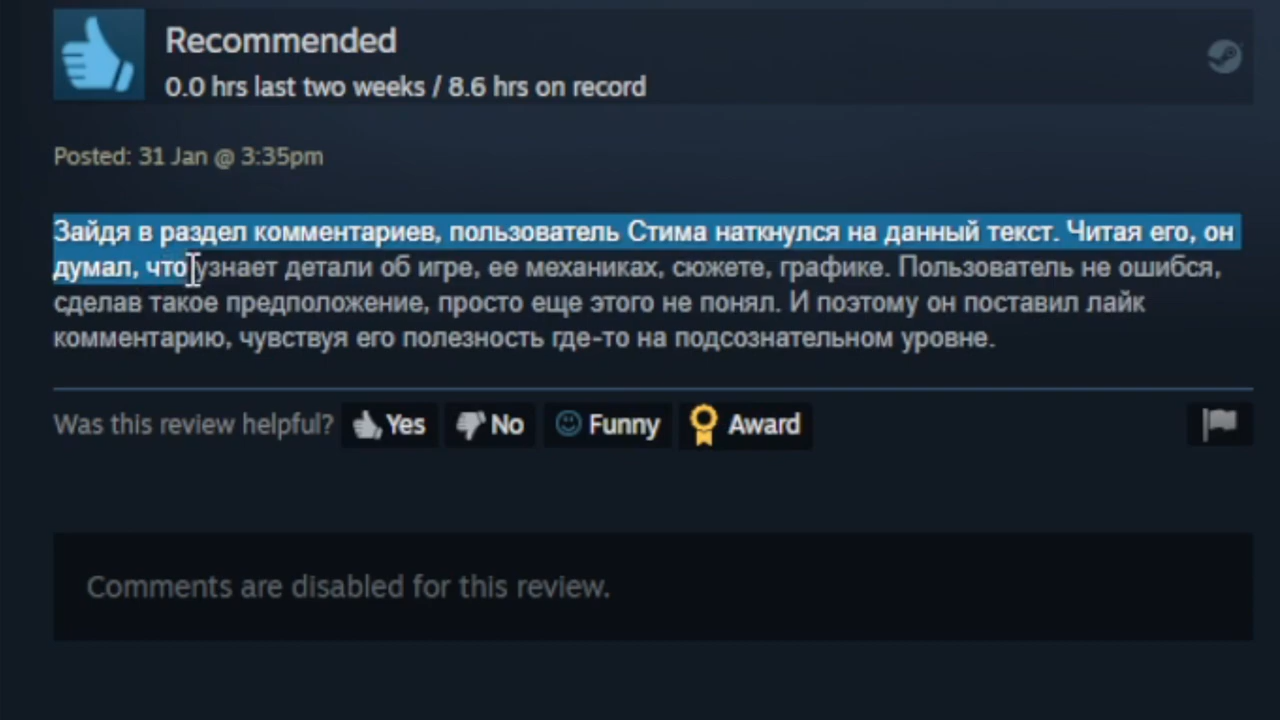 Recommended
0.0 hrs last two weeks / 8.6 hrs on record
Posted: 31 Jan @ 3:35pm
Зайдя в раздел комментариев, пользователь Стима наткнулся на данный текст. Читая его, он
думал, что узнает детали об игре, ее механиках, сюжете, графике. Пользователь не ошибся,
сделав такое предположение, просто еще этого не понял. И поэтому он поставил лайк
комментарию, чувствуя его полезность где-то на подсознательном уровне.
Was this review helpful? Yes No Funny Award
Comments are disabled for this review.